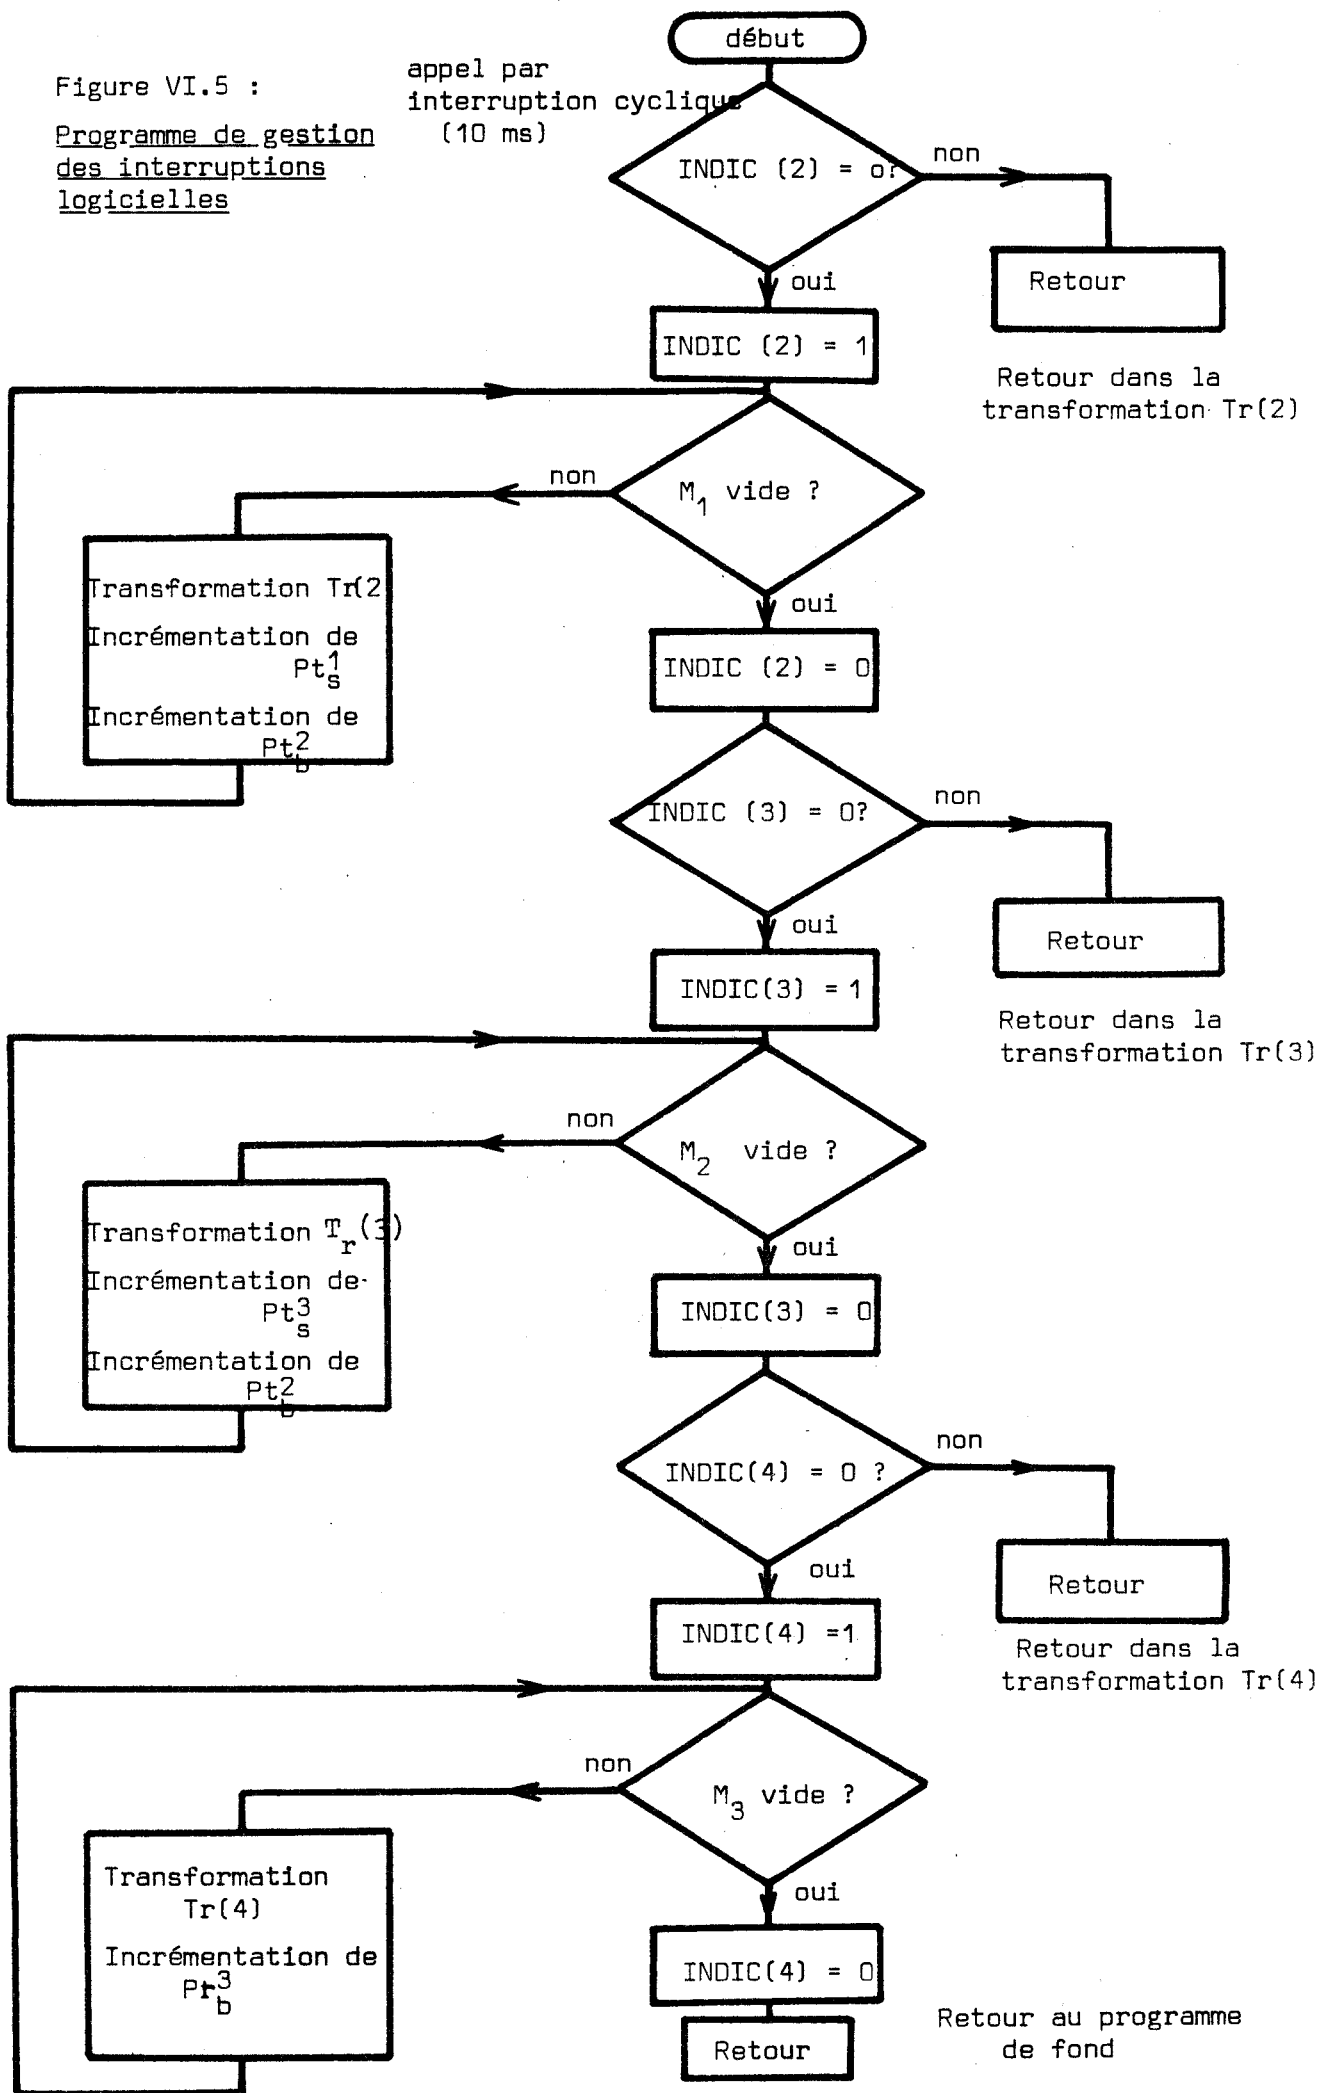 début
Figure VI.5 :
Programme de gestion
des interruptions
logicielles
appel par
interruption cyclique
(10 ms)
INDIC (2) = o?
non
Retour
Retour dans la
transformation Tr(2)
oui
INDIC (2) = 1
M1 vide ?
non
Transformation Tr(2
Incrémentation de
Pt1s
Incrémentation de
Pt2b
oui
INDIC (2) = 0
INDIC (3) = 0?
non
Retour
Retour dans la
transformation Tr(3)
oui
INDIC(3) = 1
M2 vide ?
non
Transformation Tr(3)
Incrémentation de
Pt3s
Incrémentation de
Pt2b
oui
INDIC(3) = 0
INDIC(4) = 0 ?
non
Retour
Retour dans la
transformation Tr(4)
oui
INDIC(4) =1
M3 vide ?
non
Transformation
Tr(4)
Incrémentation de
Pr3b
oui
INDIC(4) = 0
Retour
Retour au programme
de fond